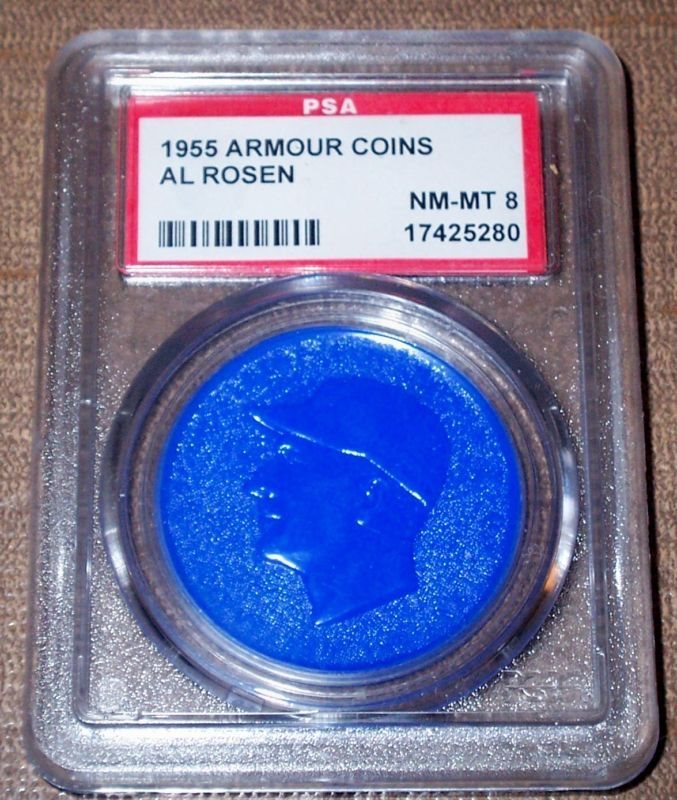 PSA
1955 ARMOUR COINS
AL ROSEN
NM-MT 8
17425280